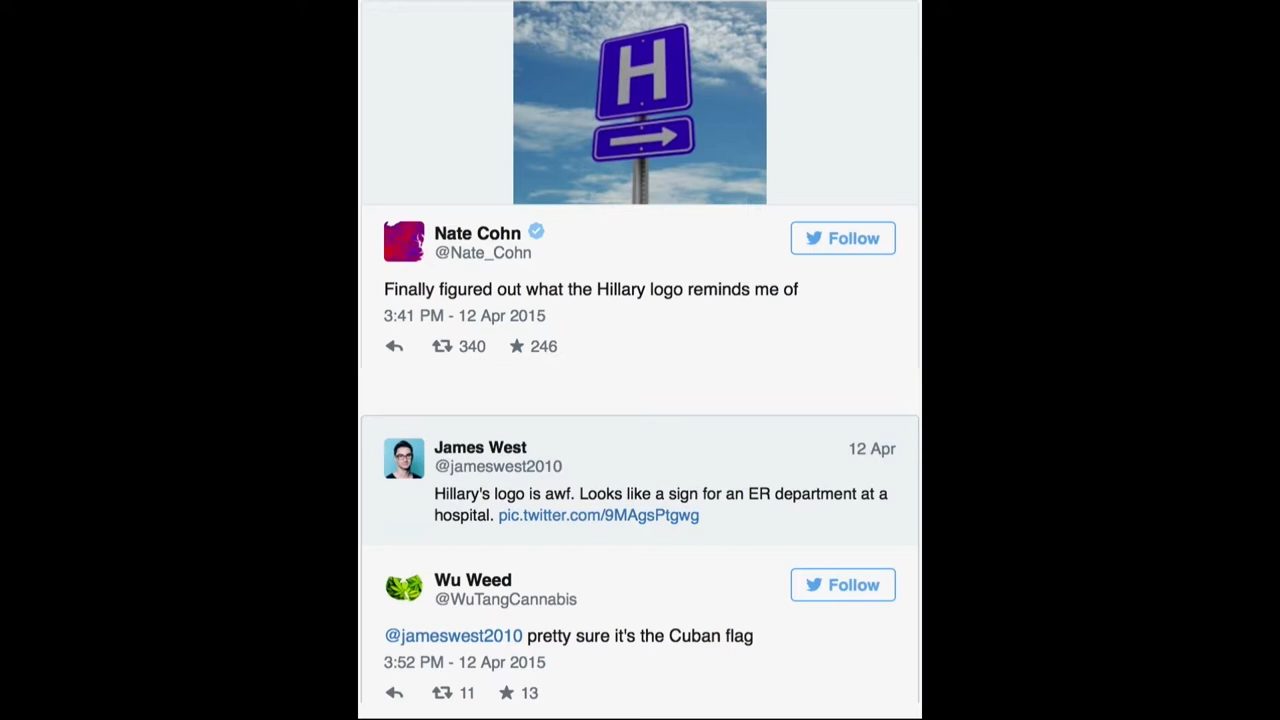 H
Nate Cohn
Follow
@Nate_Cohn
Finally figured out what the Hillary logo reminds me of
3:41 PM - 12 Apr 2015
340 246
James West
12 Apr
@jameswest2010
Hillary's logo is awf. Looks like a sign for an ER department at a
hospital. pic.twitter.com/9MAgsPtgwg
Wu Weed
Follow
@WuTangCannabis
@jameswest2010 pretty sure it's the Cuban flag
3:52 PM - 12 Apr 2015
11 13